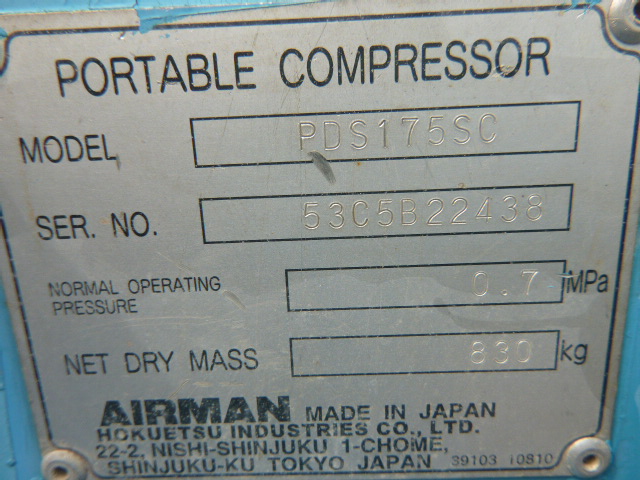 PORTABLE COMPRESSOR
MODEL PDS175SC
SER. NO. 53C5B22438
NORMAL OPERATING PRESSURE 0.7 MPa
NET DRY MASS 830 kg
AIRMAN MADE IN JAPAN
HOKUETSU INDUSTRIES CO., LTD.
22-2, NISHI-SHINJUKU 1-CHOME,
SHINJUKU-KU TOKYO JAPAN 39103 10810